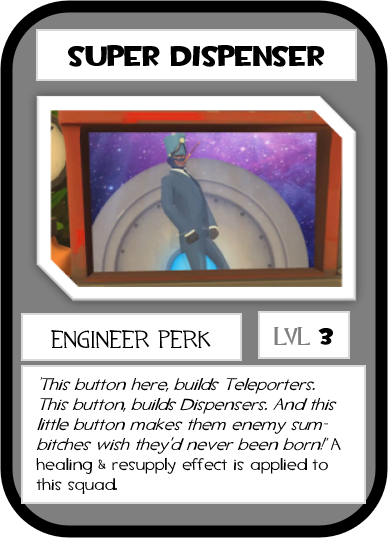 SUPER DISPENSER
ENGINEER PERK
LVL 3
"This button here, builds Teleporters.
This button, builds Dispensers. And this
little button makes them enemy sum-
bitches wish they'd never been born!" A
healing & resupply effect is applied to
this squad.